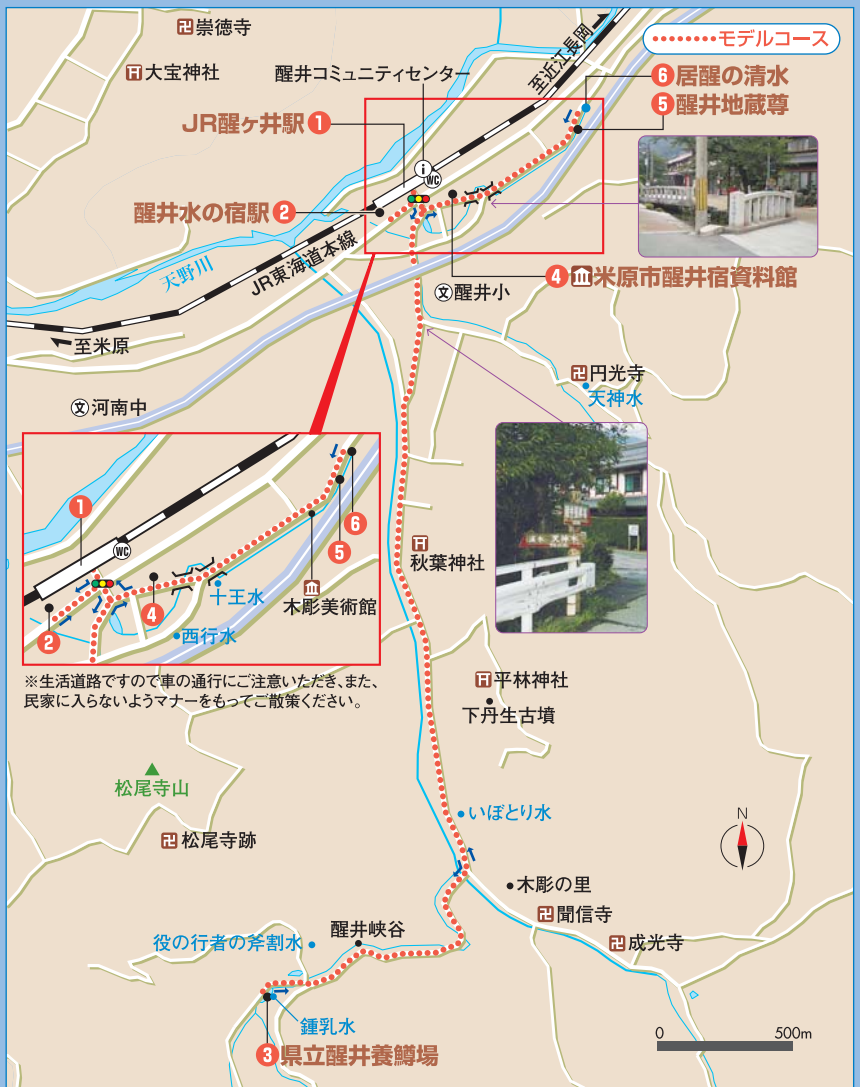 崇徳寺
大宝神社
醒井コミュニティセンター
至近江長岡
モデルコース
6 居醒の清水
5 醒井地蔵尊
JR醒ヶ井駅 1
i
WC
醒井水の宿駅 2
天野川
JR東海道本線
4 米原市醒井宿資料館
文 醒井小
至米原
円光寺
天神水
文 河南中
1
WC
6
5
4
十王水
木彫美術館
2
西行水
秋葉神社
※生活道路ですので車の通行にご注意いただき、また、
民家に入らないようマナーをもってご散策ください。
平林神社
下丹生古墳
松尾寺山
いぼとり水
N
松尾寺跡
木彫の里
聞信寺
醒井峡谷
役の行者の斧割水
成光寺
鍾乳水
3 県立醒井養鱒場
0 500m